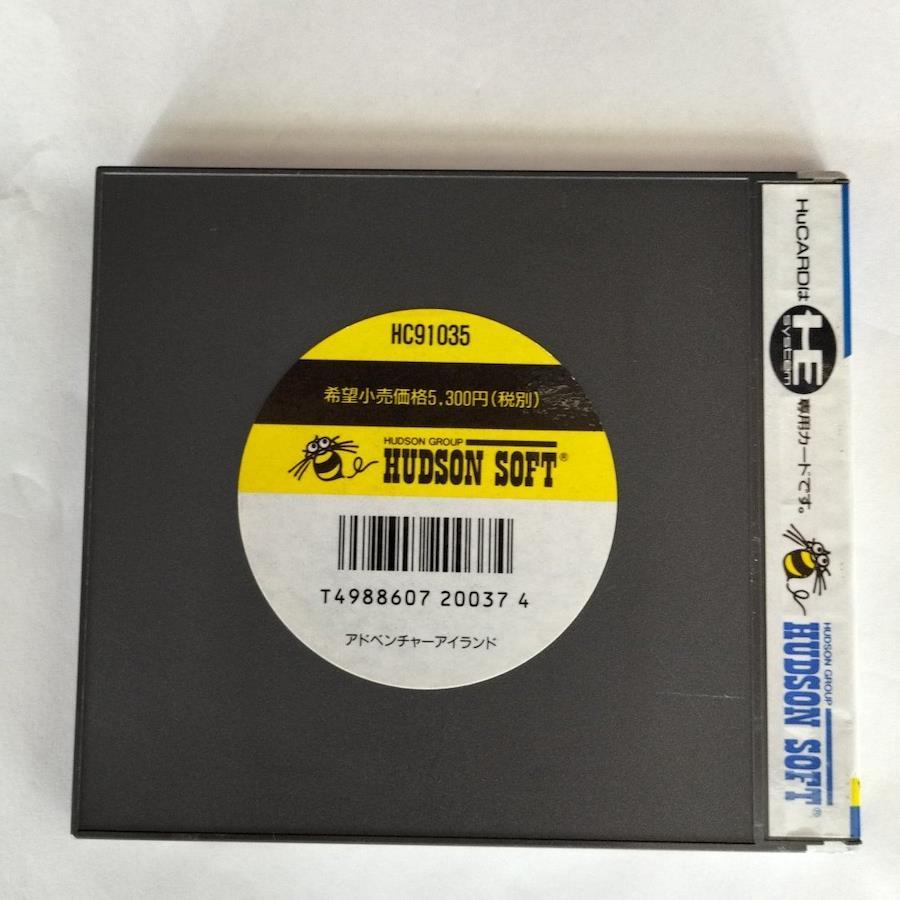 HC91035
希望小売価格5,300円(税別)
HUDSON GROUP
HUDSON SOFT®
T4988607 20037 4
アドベンチャーアイランド
HuCARDは HE system 専用カードです。
HUDSON GROUP
HUDSON SOFT®